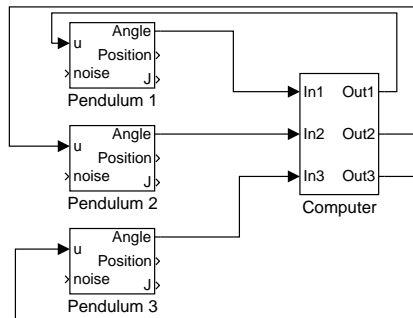 Angle
u
Position
noise
J
Pendulum 1
Angle
u
Position
noise
J
Pendulum 2
Angle
u
Position
noise
J
Pendulum 3
In1 Out1
In2 Out2
In3 Out3
Computer